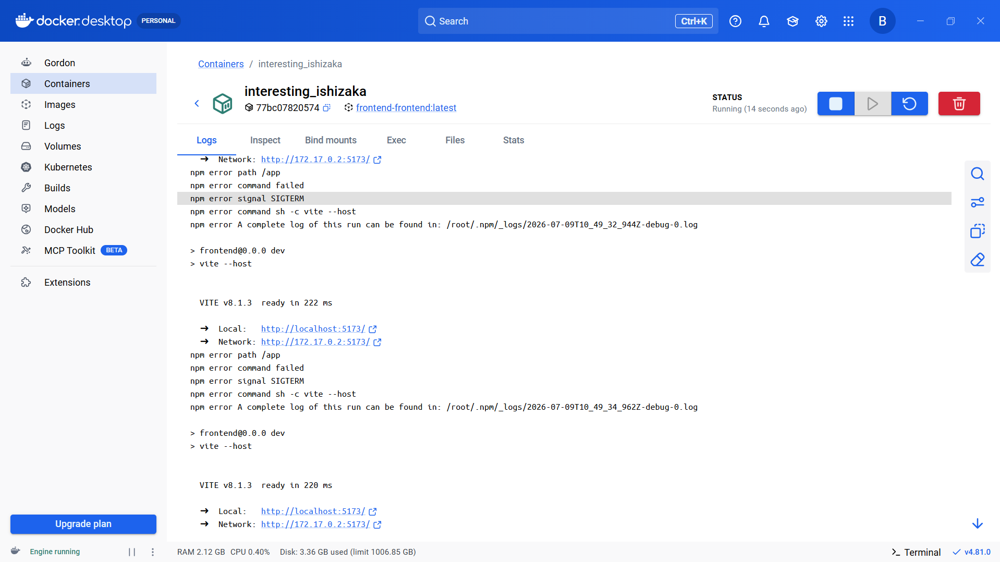 docker.desktop PERSONAL
Search
Ctrl+K
B
Gordon
Containers
Images
Logs
Volumes
Kubernetes
Builds
Models
Docker Hub
MCP Toolkit BETA
Extensions
Upgrade plan
Containers / interesting_ishizaka
interesting_ishizaka
77bc07820574 frontend-frontend:latest
STATUS
Running (14 seconds ago)
Logs Inspect Bind mounts Exec Files Stats
➜ Network: http://172.17.0.2:5173/
npm error path /app
npm error command failed
npm error signal SIGTERM
npm error command sh -c vite --host
npm error A complete log of this run can be found in: /root/.npm/_logs/2026-07-09T10_49_32_944Z-debug-0.log
> frontend@0.0.0 dev
> vite --host
VITE v8.1.3 ready in 222 ms
➜ Local: http://localhost:5173/
➜ Network: http://172.17.0.2:5173/
npm error path /app
npm error command failed
npm error signal SIGTERM
npm error command sh -c vite --host
npm error A complete log of this run can be found in: /root/.npm/_logs/2026-07-09T10_49_34_962Z-debug-0.log
> frontend@0.0.0 dev
> vite --host
VITE v8.1.3 ready in 220 ms
➜ Local: http://localhost:5173/
➜ Network: http://172.17.0.2:5173/
Engine running
RAM 2.12 GB CPU 0.40% Disk: 3.36 GB used (limit 1006.85 GB)
Terminal
v4.81.0